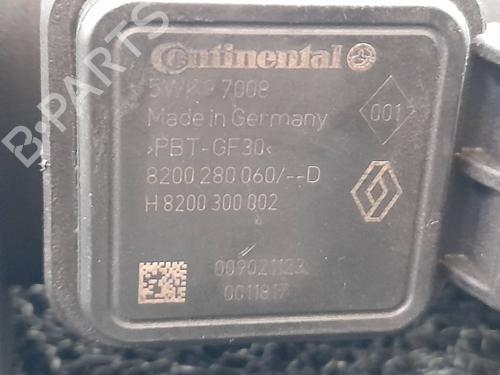 Continental
5WK9 7008
Made in Germany
001
>PBT-GF30<
8200 280 060/--D
H 8200 300 002
009021123
0011817
B-PARTS